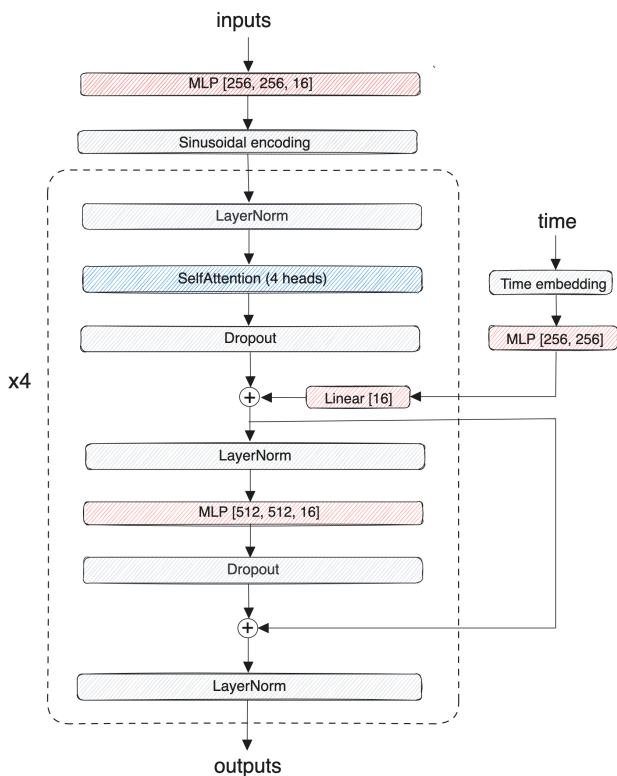 inputs
MLP [256, 256, 16]
Sinusoidal encoding
LayerNorm
time
SelfAttention (4 heads)
Time embedding
Dropout
MLP [256, 256]
x4
+
Linear [16]
LayerNorm
MLP [512, 512, 16]
Dropout
+
LayerNorm
outputs